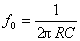 f₀ = 1 / (2π RC)